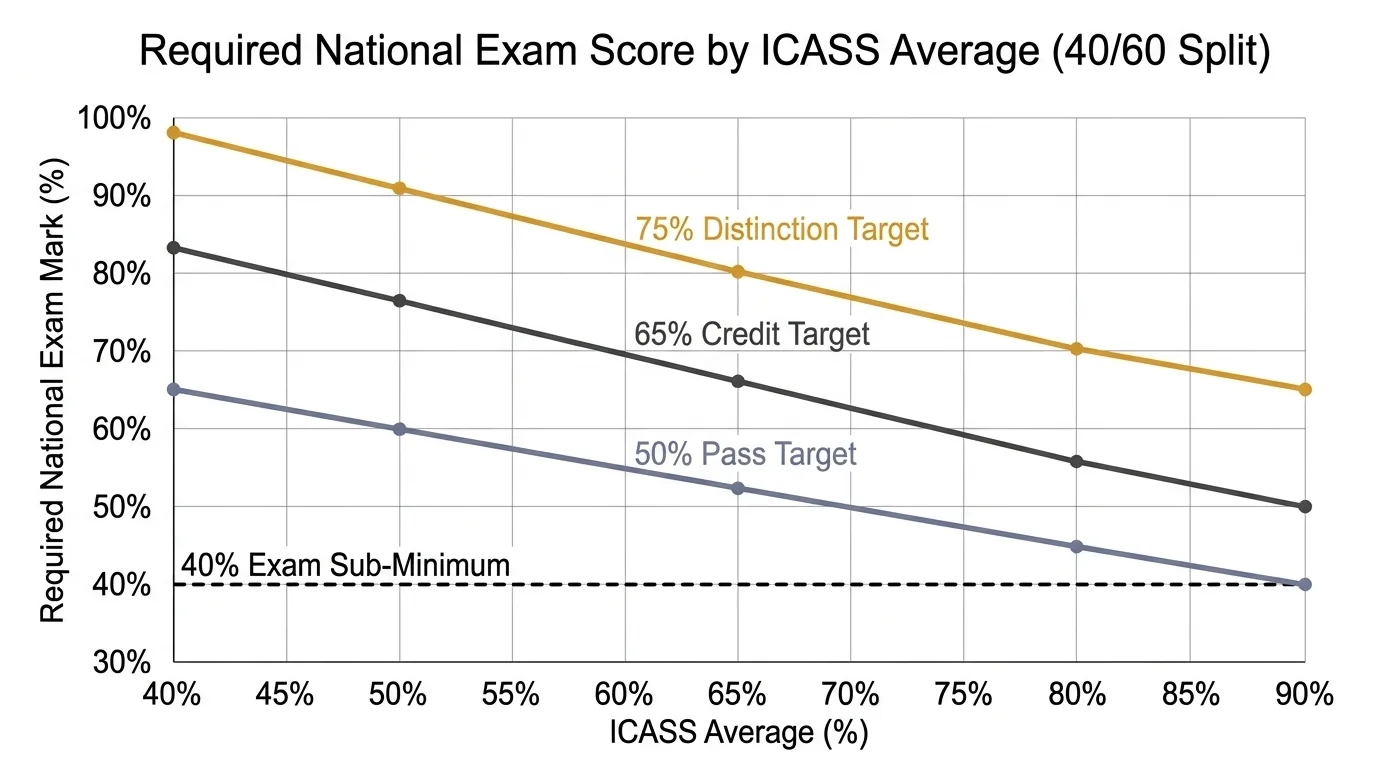 Required National Exam Score by ICASS Average (40/60 Split)
Required National Exam Mark (%)
100%
90%
80%
70%
60%
50%
40%
30%
75% Distinction Target
65% Credit Target
50% Pass Target
40% Exam Sub-Minimum
40% 45% 50% 55% 60% 65% 70% 75% 80% 85% 90%
ICASS Average (%)